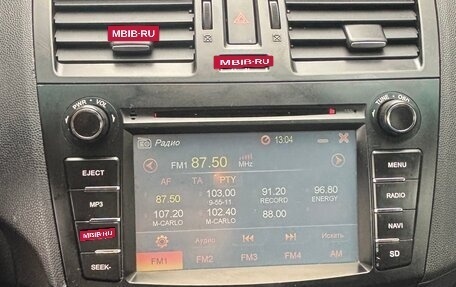 MBIB-RU
MBIB-RU
PWR VOL
TUNE OSD
Радио 13:04
FM1 87.50 MHz
AF TA PTY
87.50 103.00 91.20 96.80
9-55-11 RECORD ENERGY
107.20 102.40 88.00
M-CARLO M-CARLO
Аудио Искать
FM1 FM2 FM3 FM4 AM
EJECT
MP3
MBIB-RU
SEEK-
MENU
RADIO
NAVI
SD